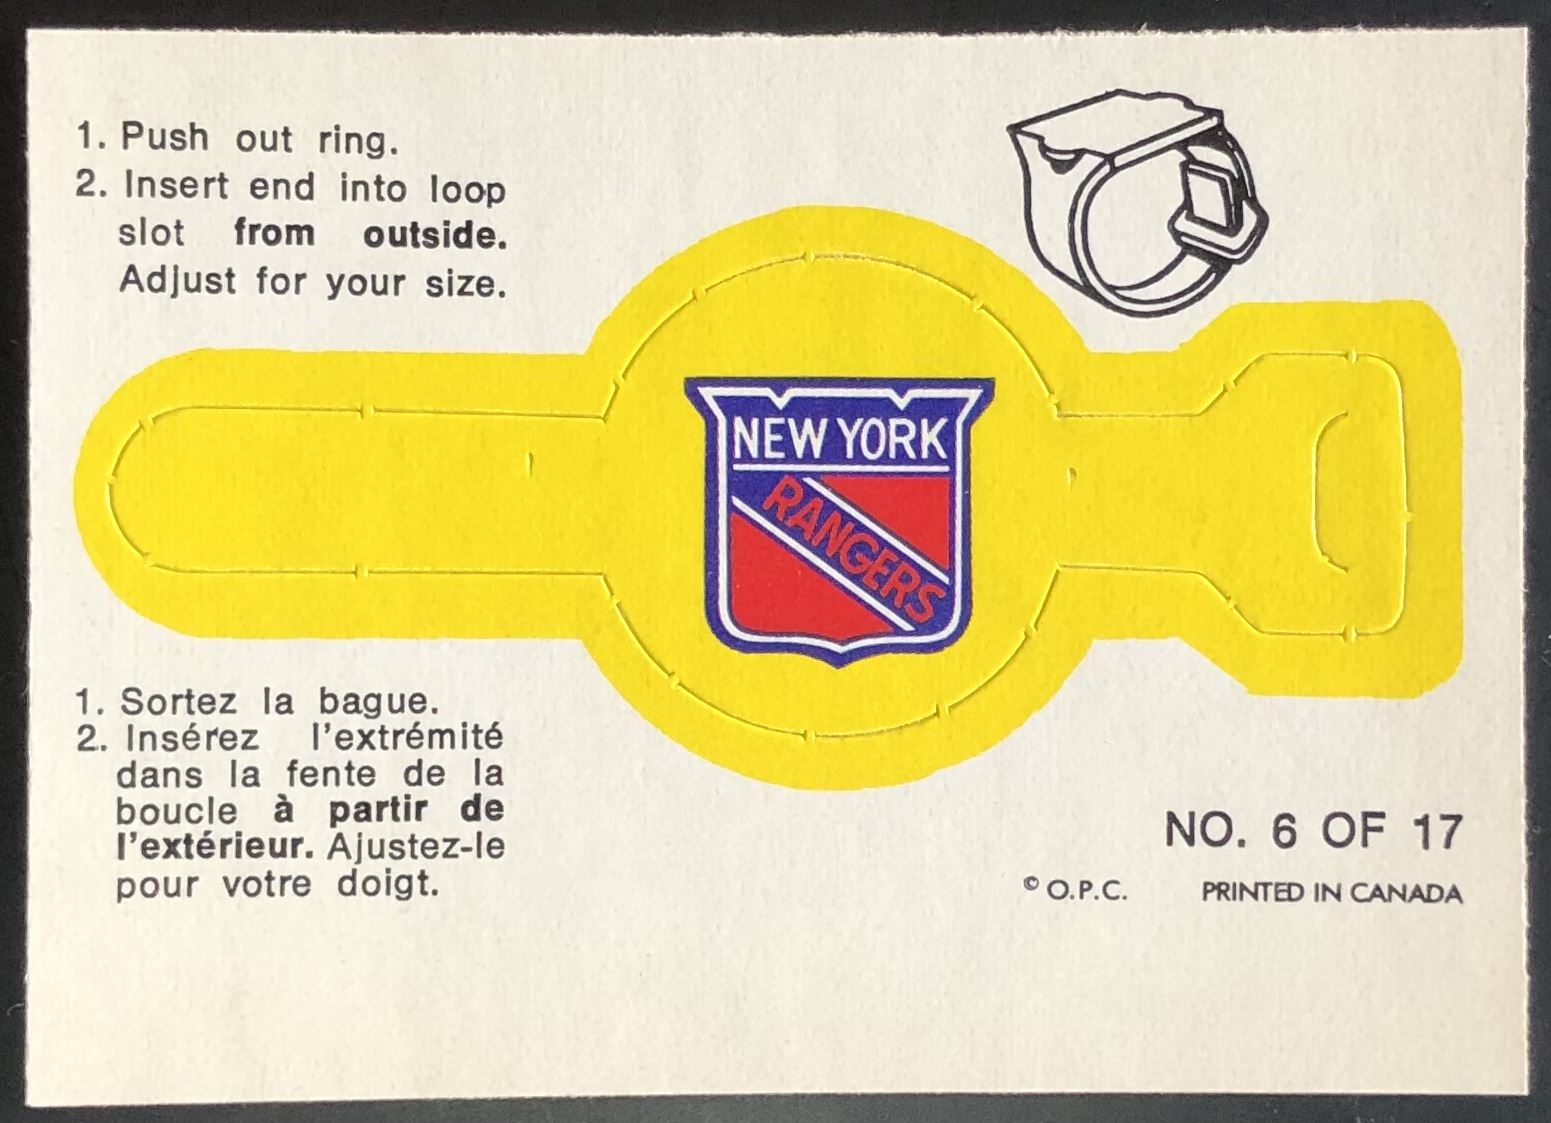 1. Push out ring.
2. Insert end into loop
slot from outside.
Adjust for your size.
NEW YORK
RANGERS
1. Sortez la bague.
2. Insérez l'extrémité
dans la fente de la
boucle à partir de
l'extérieur. Ajustez-le
pour votre doigt.
NO. 6 OF 17
© O.P.C. PRINTED IN CANADA